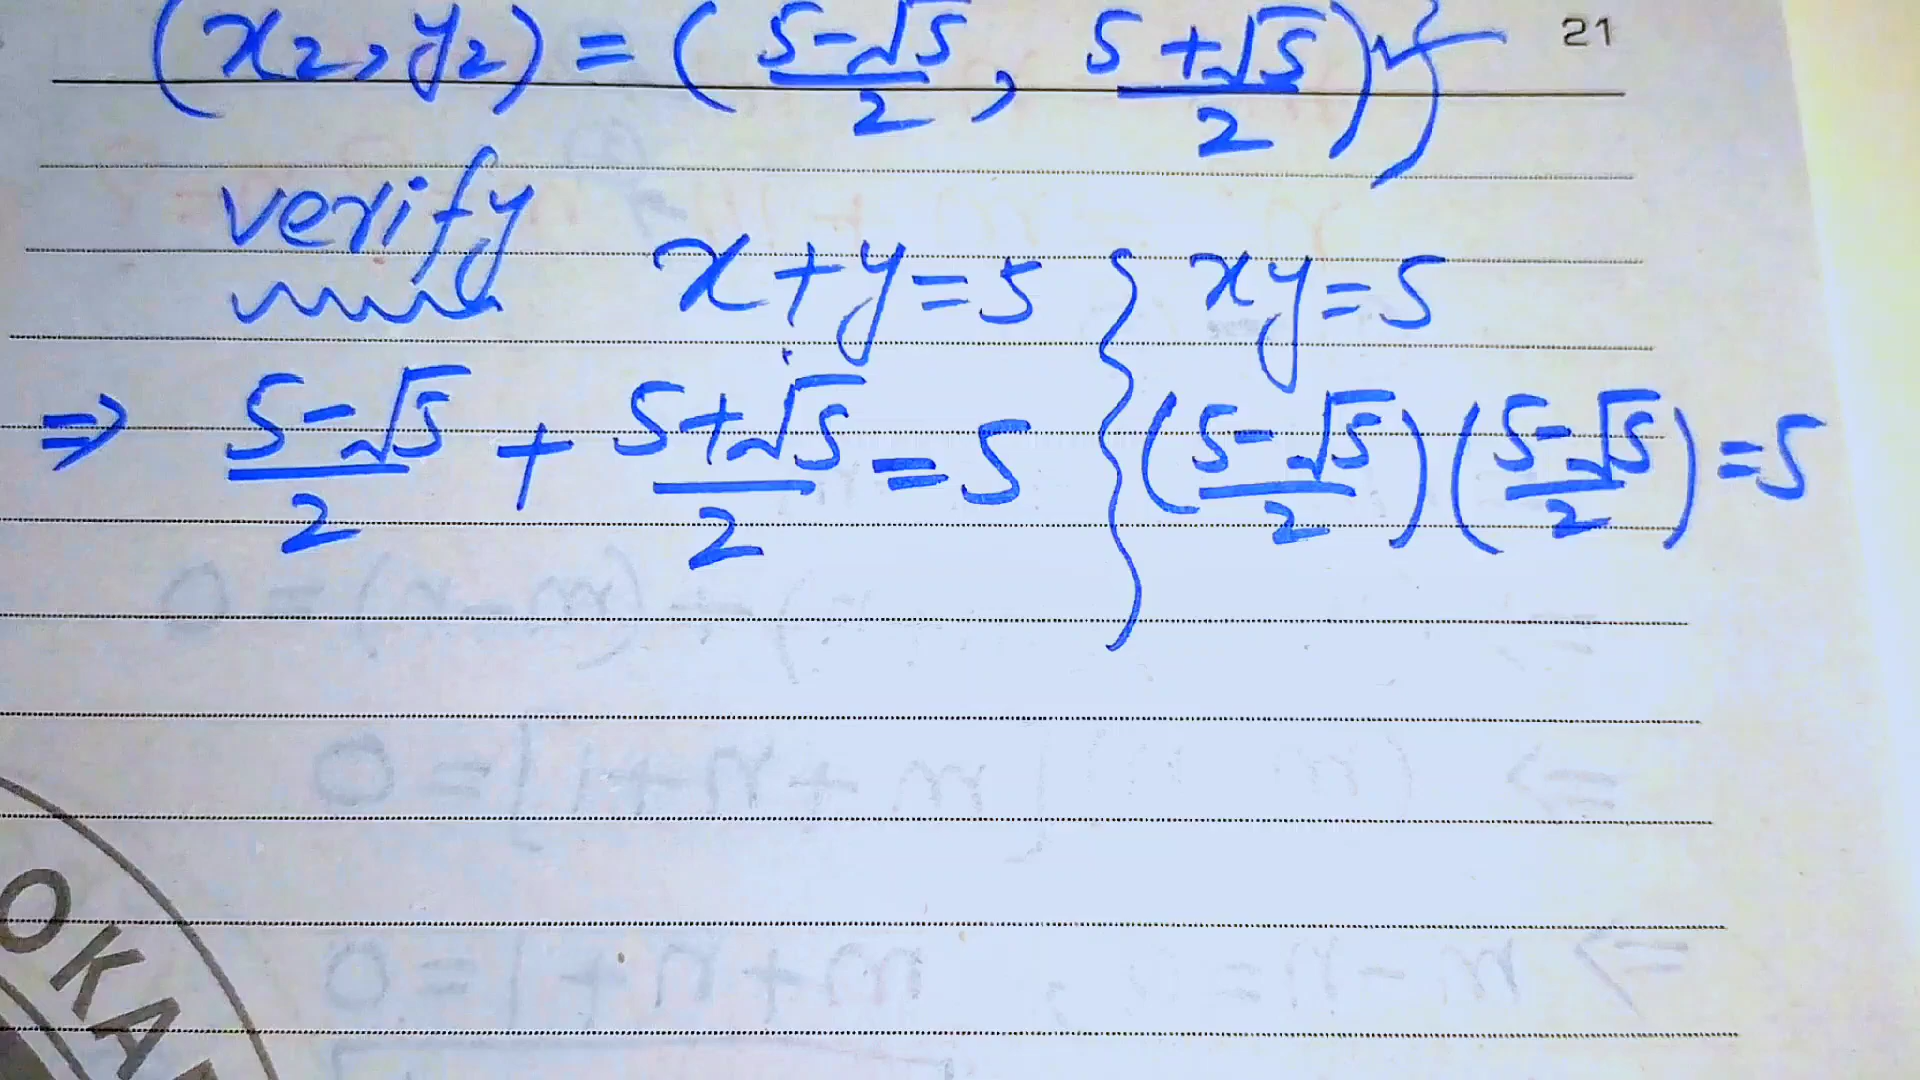 21
(x₂, y₂) = ((5-√5)/2, (5+√5)/2)}
verify
x+y=5 } xy=5
⇒ (5-√5)/2 + (5+√5)/2 = 5 } ((5-√5)/2)((5-√5)/2) = 5
OKA